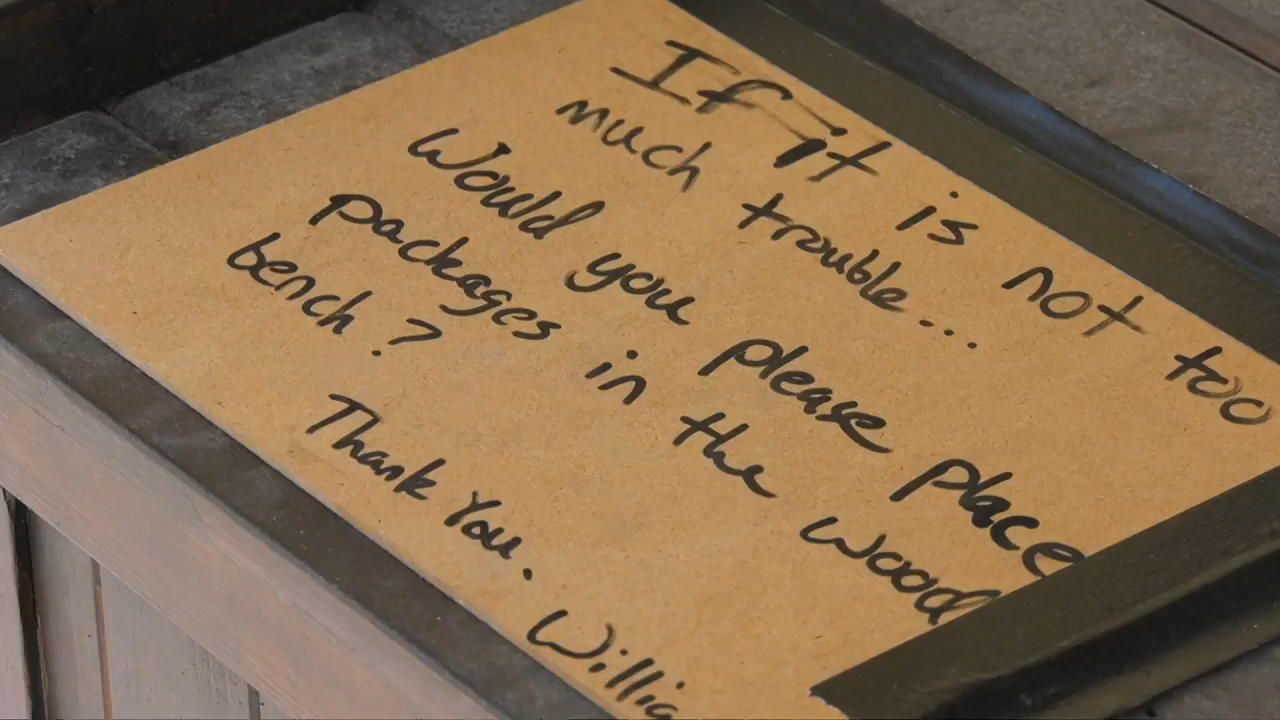 If it is not too
much trouble...
Would you please place
packages in the wood
bench?
Thank You.